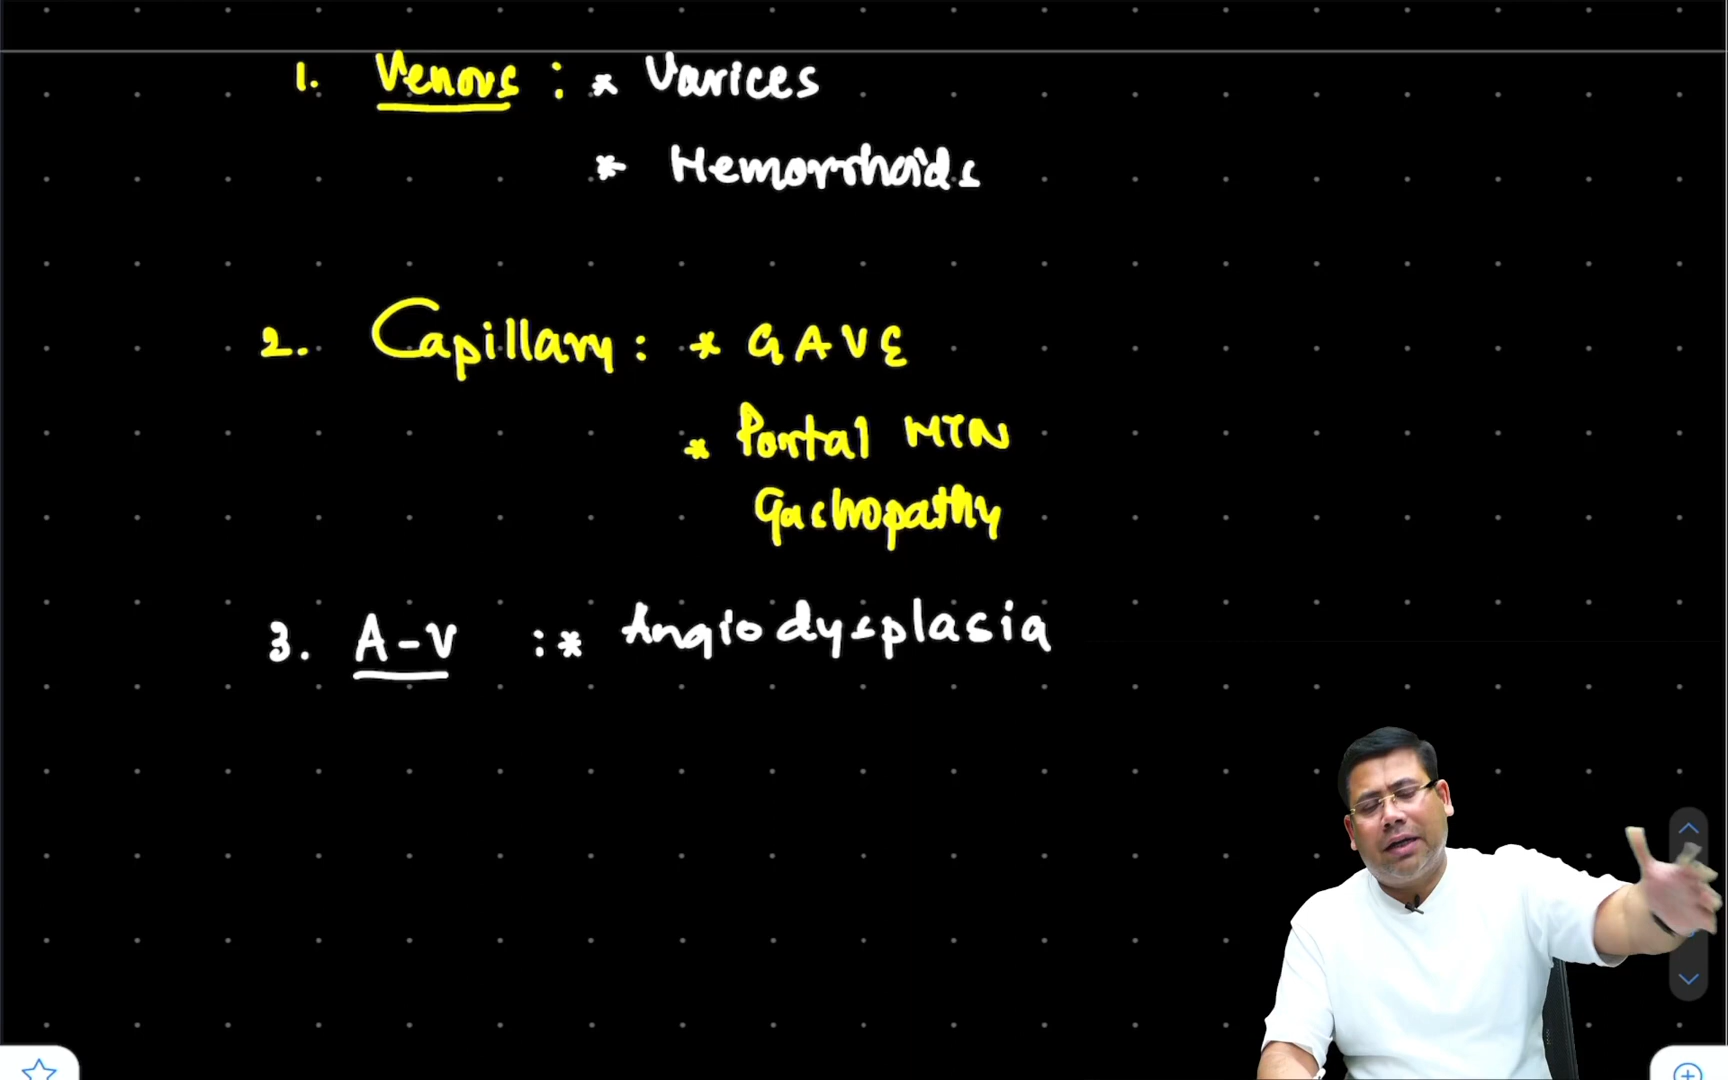 1. Venous : * Varices
* Hemorrhoids
2. Capillary : * GAVE
* Portal HTN
Gastropathy
3. A-V : * Angiodysplasia